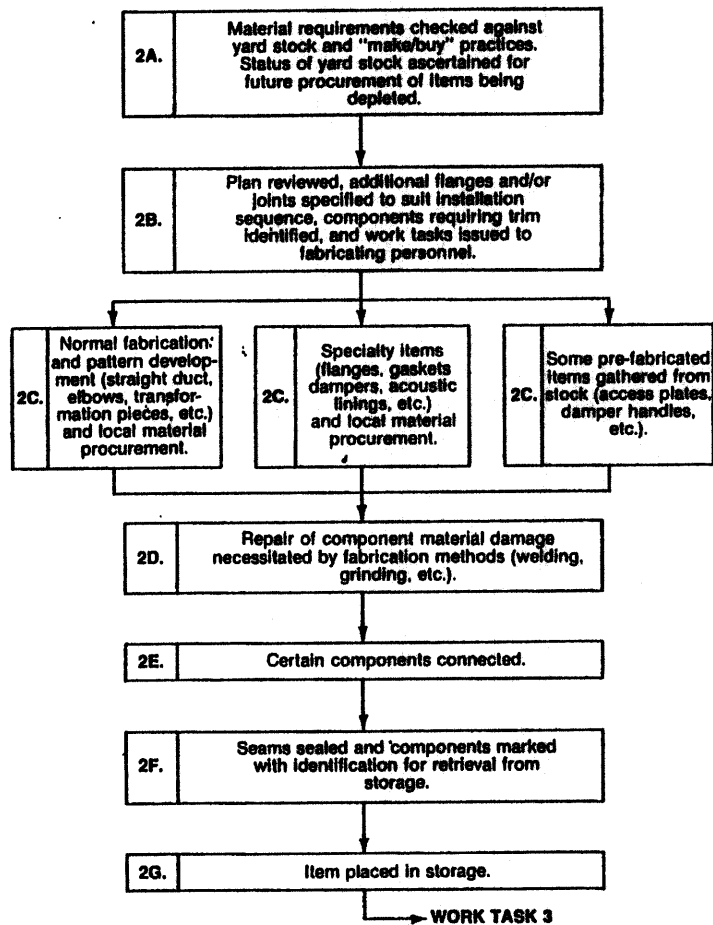 Material requirements checked against
yard stock and "make/buy" practices.
2A.
Status of yard stock ascertained for
future procurement of items being
depleted.
Plan reviewed, additional flanges and/or
joints specified to suit installation
2B.
sequence, components requiring trim
identified, and work tasks issued to
fabricating personnel.
2C.
Normal fabrication:
and pattern develop-
ment (straight duct,
elbows, transfor-
mation pieces, etc.)
and local material
procurement.
2C.
Specialty items
(flanges, gaskets
dampers, acoustic
linings, etc.)
and local material
procurement.
2C.
Some pre-fabricated
items gathered from
stock (access plates,
damper handles,
etc.).
2D.
Repair of component material damage
necessitated by fabrication methods (welding,
grinding, etc.).
2E.
Certain components connected.
2F.
Seams sealed and components marked
with identification for retrieval from
storage.
2G.
Item placed in storage.
WORK TASK 3